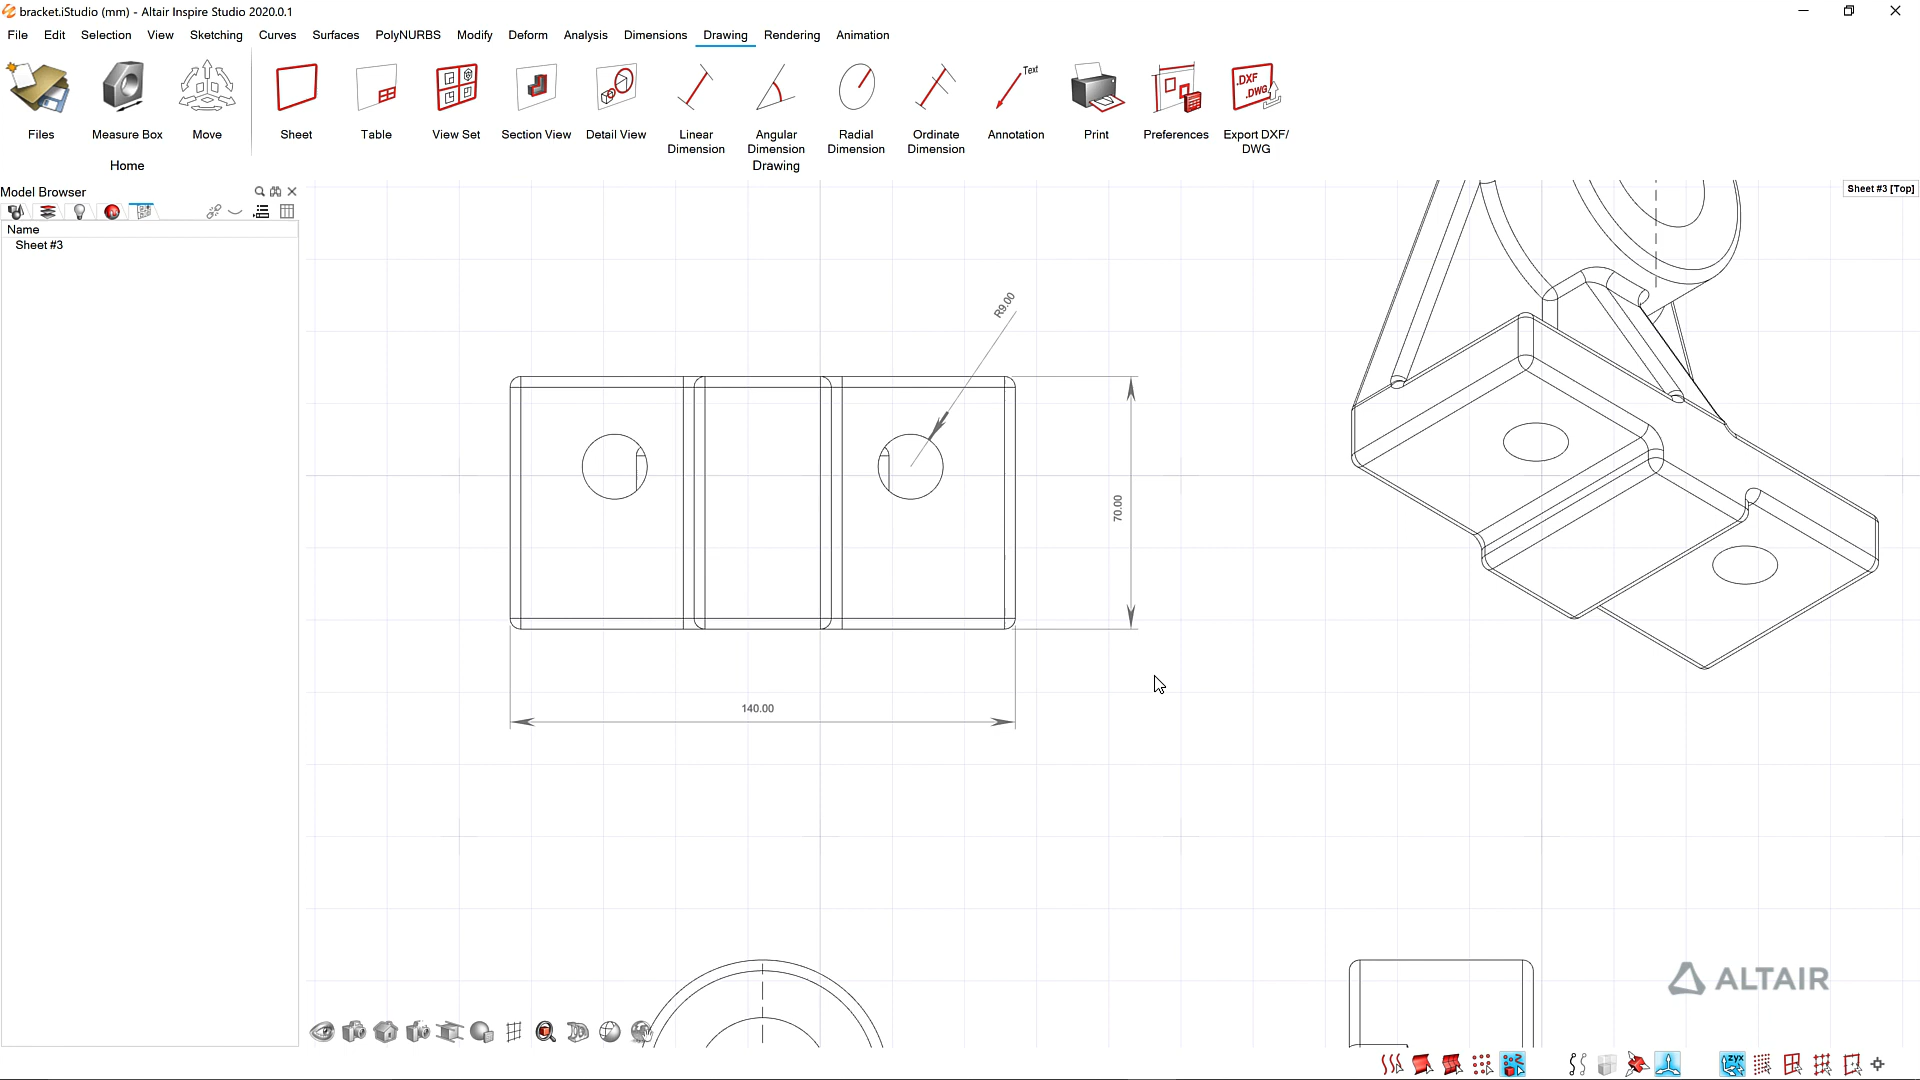 bracket.iStudio (mm) - Altair Inspire Studio 2020.0.1
File Edit Selection View Sketching Curves Surfaces PolyNURBS Modify Deform Analysis Dimensions Drawing Rendering Animation
Text
.DXF
.DWG
Files Measure Box Move Sheet Table View Set Section View Detail View Linear Dimension Angular Dimension Radial Dimension Ordinate Dimension Annotation Print Preferences Export DXF/ DWG
Home Drawing
Model Browser
Sheet #3 [Top]
Name
Sheet #3
R9.00
70.00
140.00
ALTAIR
zyx